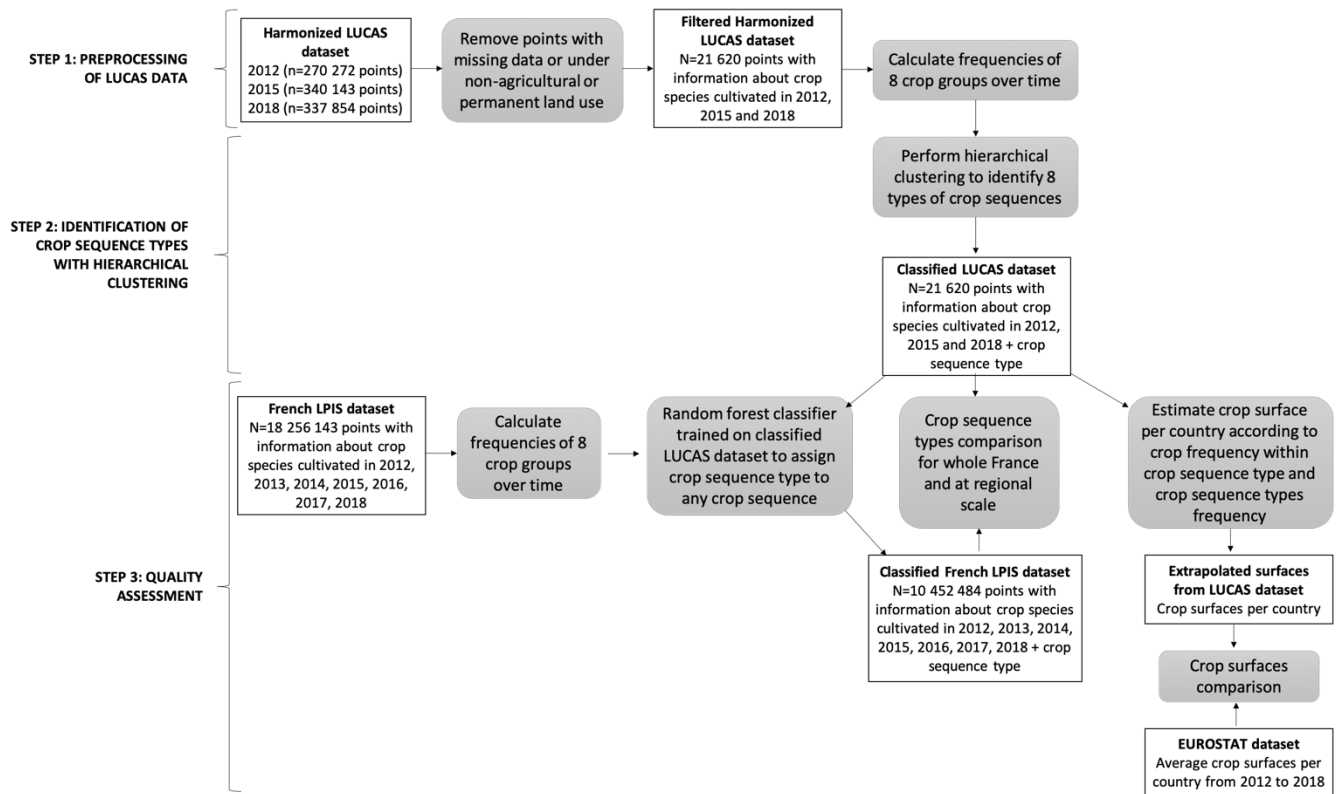 STEP 1: PREPROCESSING
OF LUCAS DATA
Harmonized LUCAS
dataset
2012 (n=270 272 points)
2015 (n=340 143 points)
2018 (n=337 854 points)
Remove points with
missing data or under
non-agricultural or
permanent land use
Filtered Harmonized
LUCAS dataset
N=21 620 points with
information about crop
species cultivated in 2012,
2015 and 2018
Calculate frequencies of
8 crop groups over time
STEP 2: IDENTIFICATION OF
CROP SEQUENCE TYPES
WITH HIERARCHICAL
CLUSTERING
Perform hierarchical
clustering to identify 8
types of crop sequences
Classified LUCAS dataset
N=21 620 points with
information about crop
species cultivated in 2012,
2015 and 2018 + crop
sequence type
STEP 3: QUALITY
ASSESSMENT
French LPIS dataset
N=18 256 143 points with
information about crop
species cultivated in 2012,
2013, 2014, 2015, 2016,
2017, 2018
Calculate
frequencies of 8
crop groups
over time
Random forest classifier
trained on classified
LUCAS dataset to assign
crop sequence type to
any crop sequence
Crop sequence
types comparison
for whole France
and at regional
scale
Estimate crop surface
per country according to
crop frequency within
crop sequence type and
crop sequence types
frequency
Classified French LPIS dataset
N=10 452 484 points with
information about crop species
cultivated in 2012, 2013, 2014,
2015, 2016, 2017, 2018 + crop
sequence type
Extrapolated surfaces
from LUCAS dataset
Crop surfaces per country
Crop surfaces
comparison
EUROSTAT dataset
Average crop surfaces per
country from 2012 to 2018